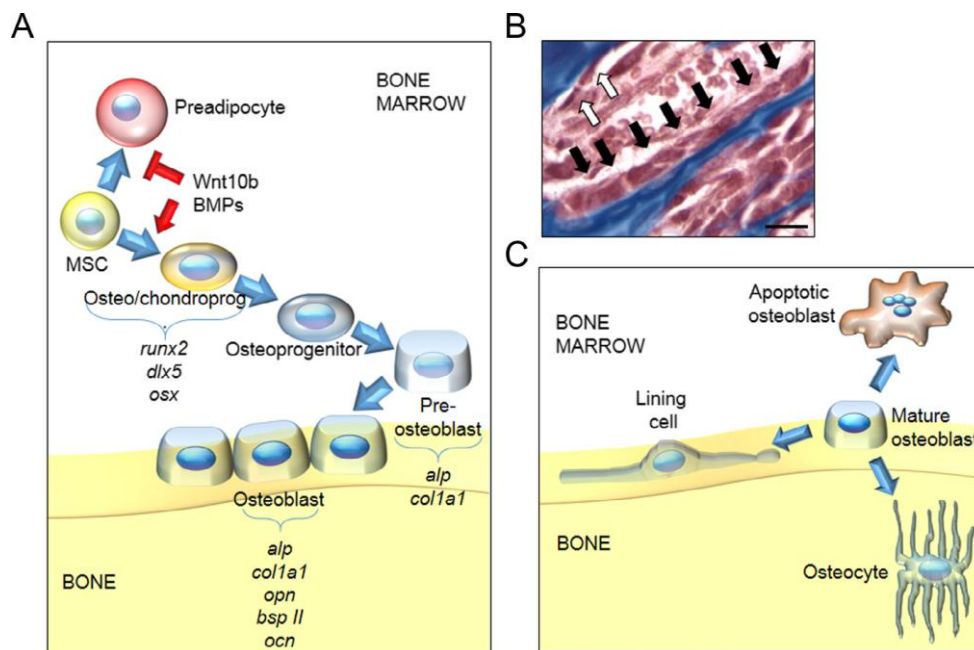 A
BONE
MARROW
Preadipocyte
Wnt10b
BMPs
MSC
Osteo/chondroprog
runx2
dlx5
osx
Osteoprogenitor
Pre-
osteoblast
alp
col1a1
Osteoblast
alp
col1a1
opn
bsp II
ocn
BONE
B
C
BONE
MARROW
Apoptotic
osteoblast
Lining
cell
Mature
osteoblast
BONE
Osteocyte